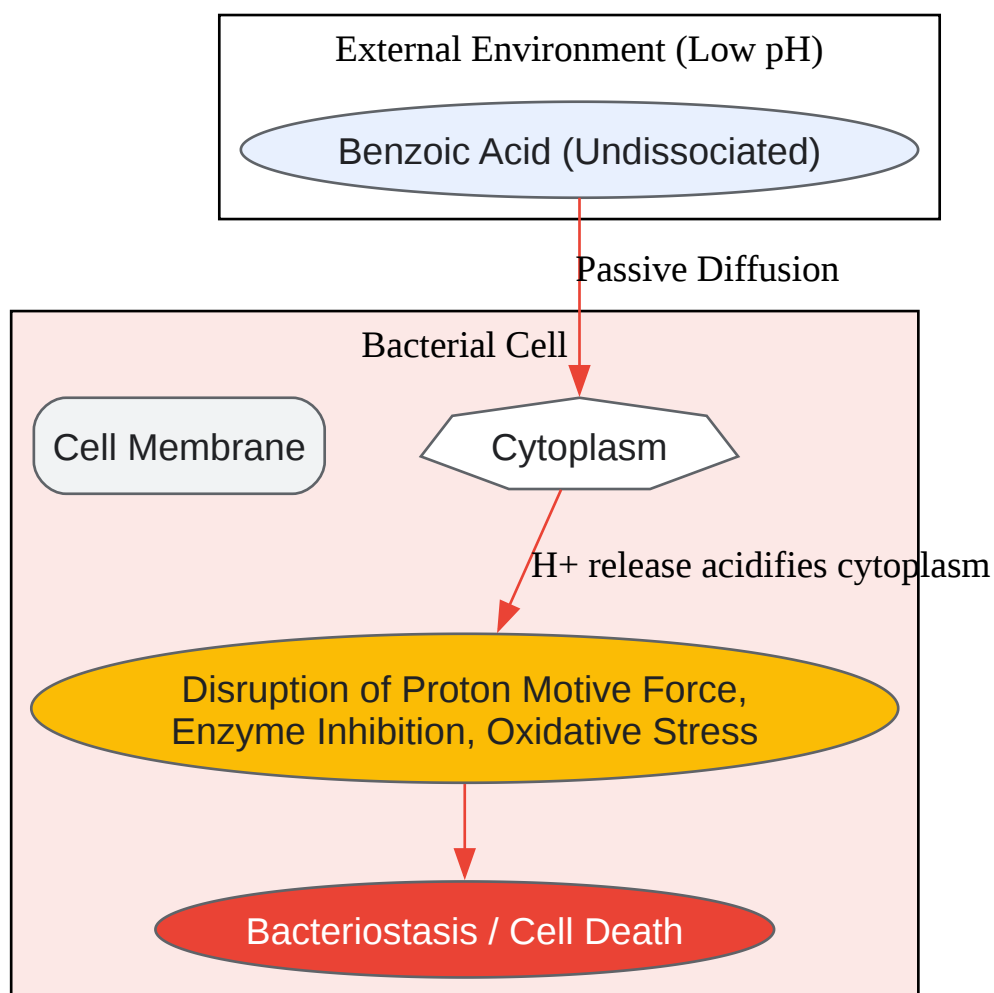 External Environment (Low pH)
Benzoic Acid (Undissociated)
Passive Diffusion
Bacterial Cell
Cell Membrane
Cytoplasm
H+ release acidifies cytoplasm
Disruption of Proton Motive Force,
Enzyme Inhibition, Oxidative Stress
Bacteriostasis / Cell Death